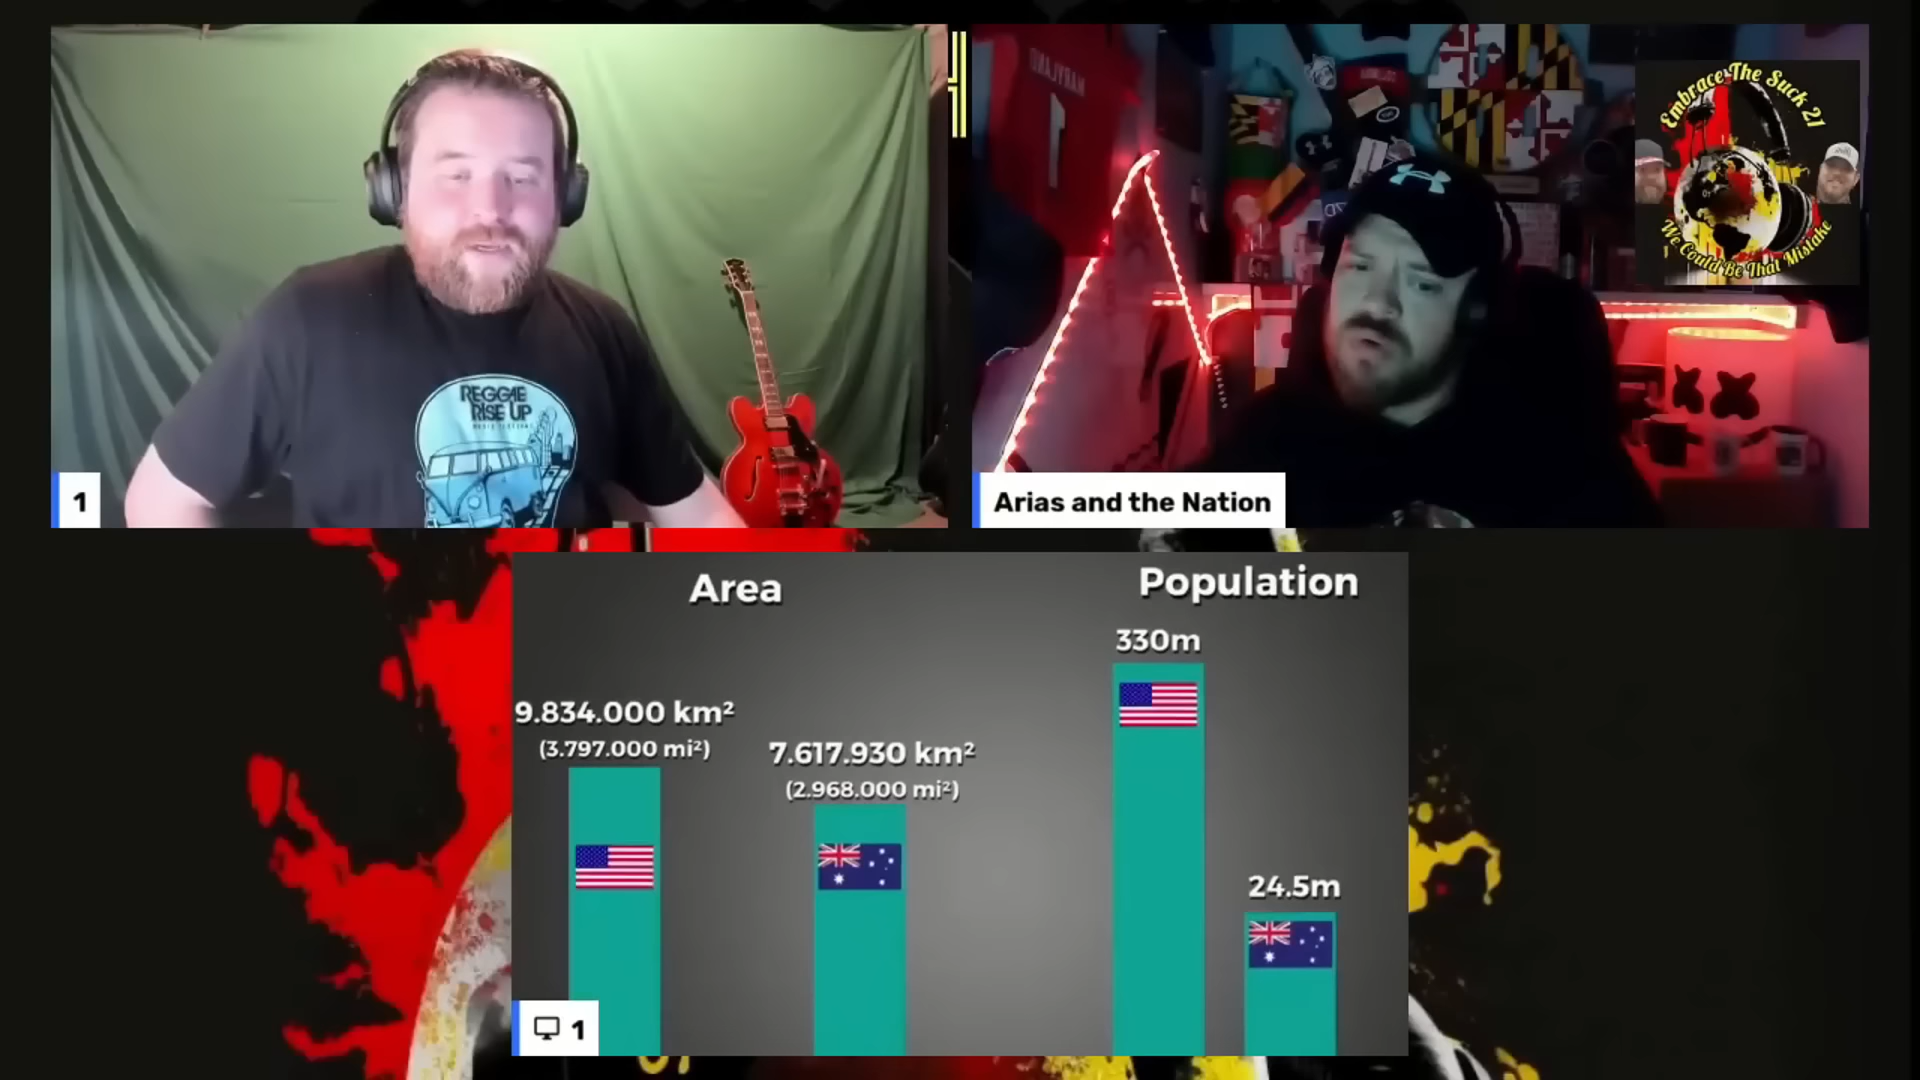 MARYLAND
1
Embrace The Suck 21
We Could Be That Mistake
REGGAE
RISE UP
1
Arias and the Nation
Area
Population
330m
9.834.000 km²
(3.797.000 mi²)
7.617.930 km²
(2.968.000 mi²)
24.5m
1